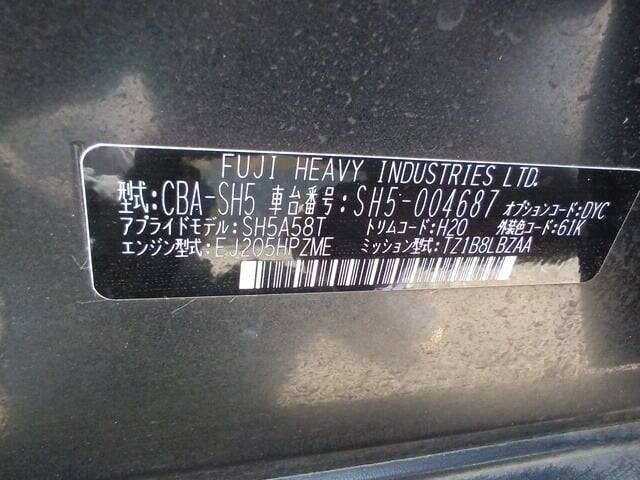 FUJI HEAVY INDUSTRIES LTD.
型式:CBA-SH5 車台番号:SH5-004687 オプションコード:DYC
アプライドモデル:SH5A58T トリムコード:H20 外装色コード:61K
エンジン型式:EJ205HPZME ミッション型式:TZ1B8LBZAA